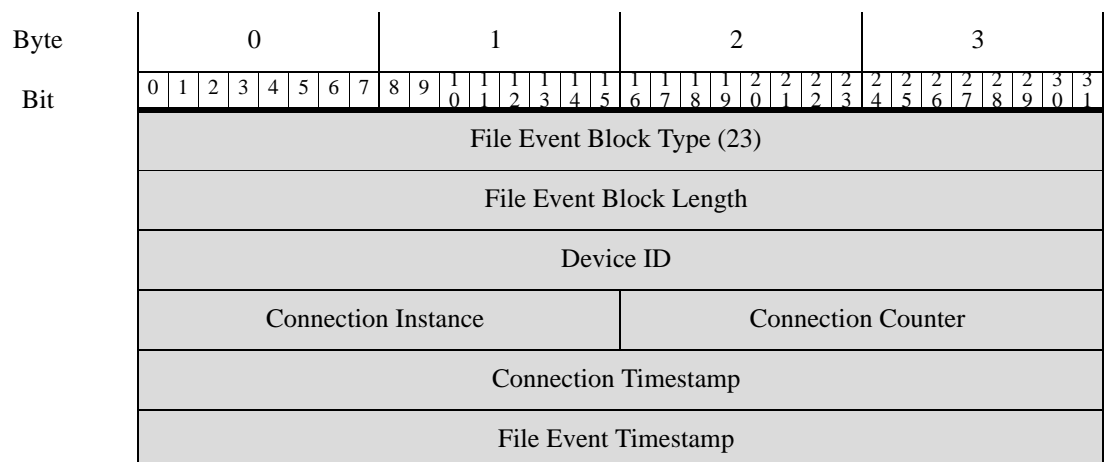 Byte 0 1 2 3
Bit 0 1 2 3 4 5 6 7 8 9 10 11 12 13 14 15 16 17 18 19 20 21 22 23 24 25 26 27 28 29 30 31
File Event Block Type (23)
File Event Block Length
Device ID
Connection Instance Connection Counter
Connection Timestamp
File Event Timestamp